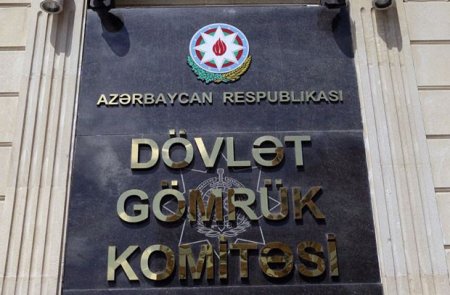 AZƏRBAYCAN RESPUBLİKASI
DÖVLƏT
GÖMRÜK
KOMİTƏSİ